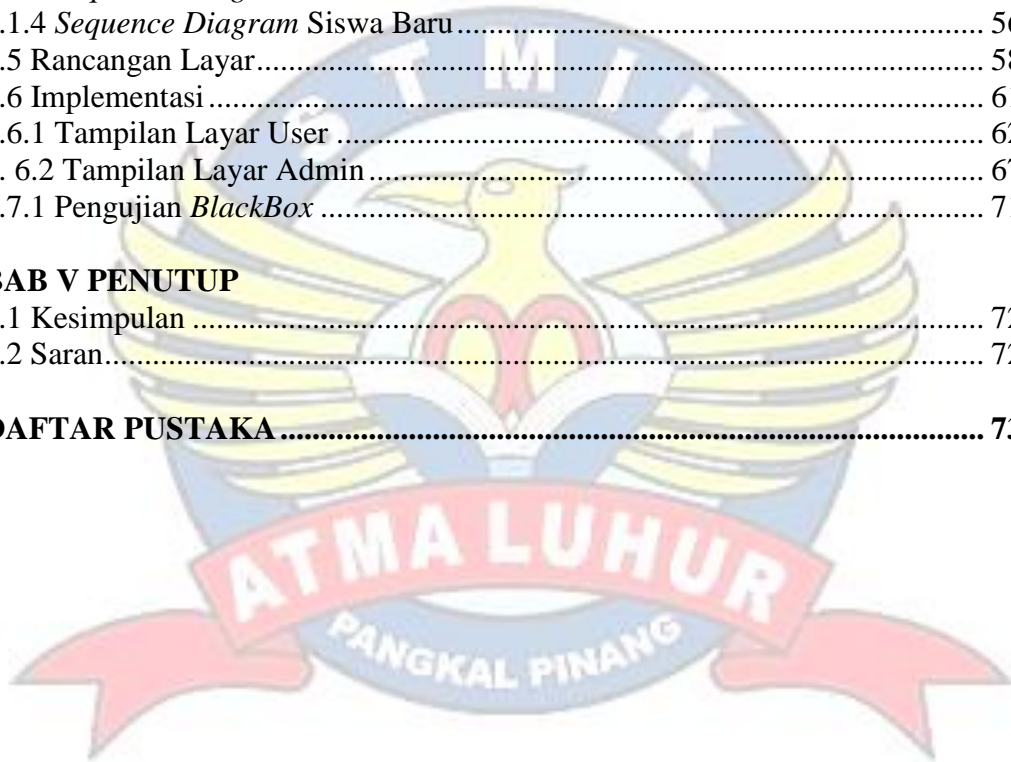 .1.4 Sequence Diagram Siswa Baru ........ 56
.5 Rancangan Layar ........ 58
.6 Implementasi ........ 61
.6.1 Tampilan Layar User ........ 62
. 6.2 Tampilan Layar Admin ........ 67
.7.1 Pengujian BlackBox ........ 71
BAB V PENUTUP
.1 Kesimpulan ........ 72
.2 Saran ........ 72
DAFTAR PUSTAKA ........ 73
STMIK
ATMA LUHUR
PANGKAL PINANG